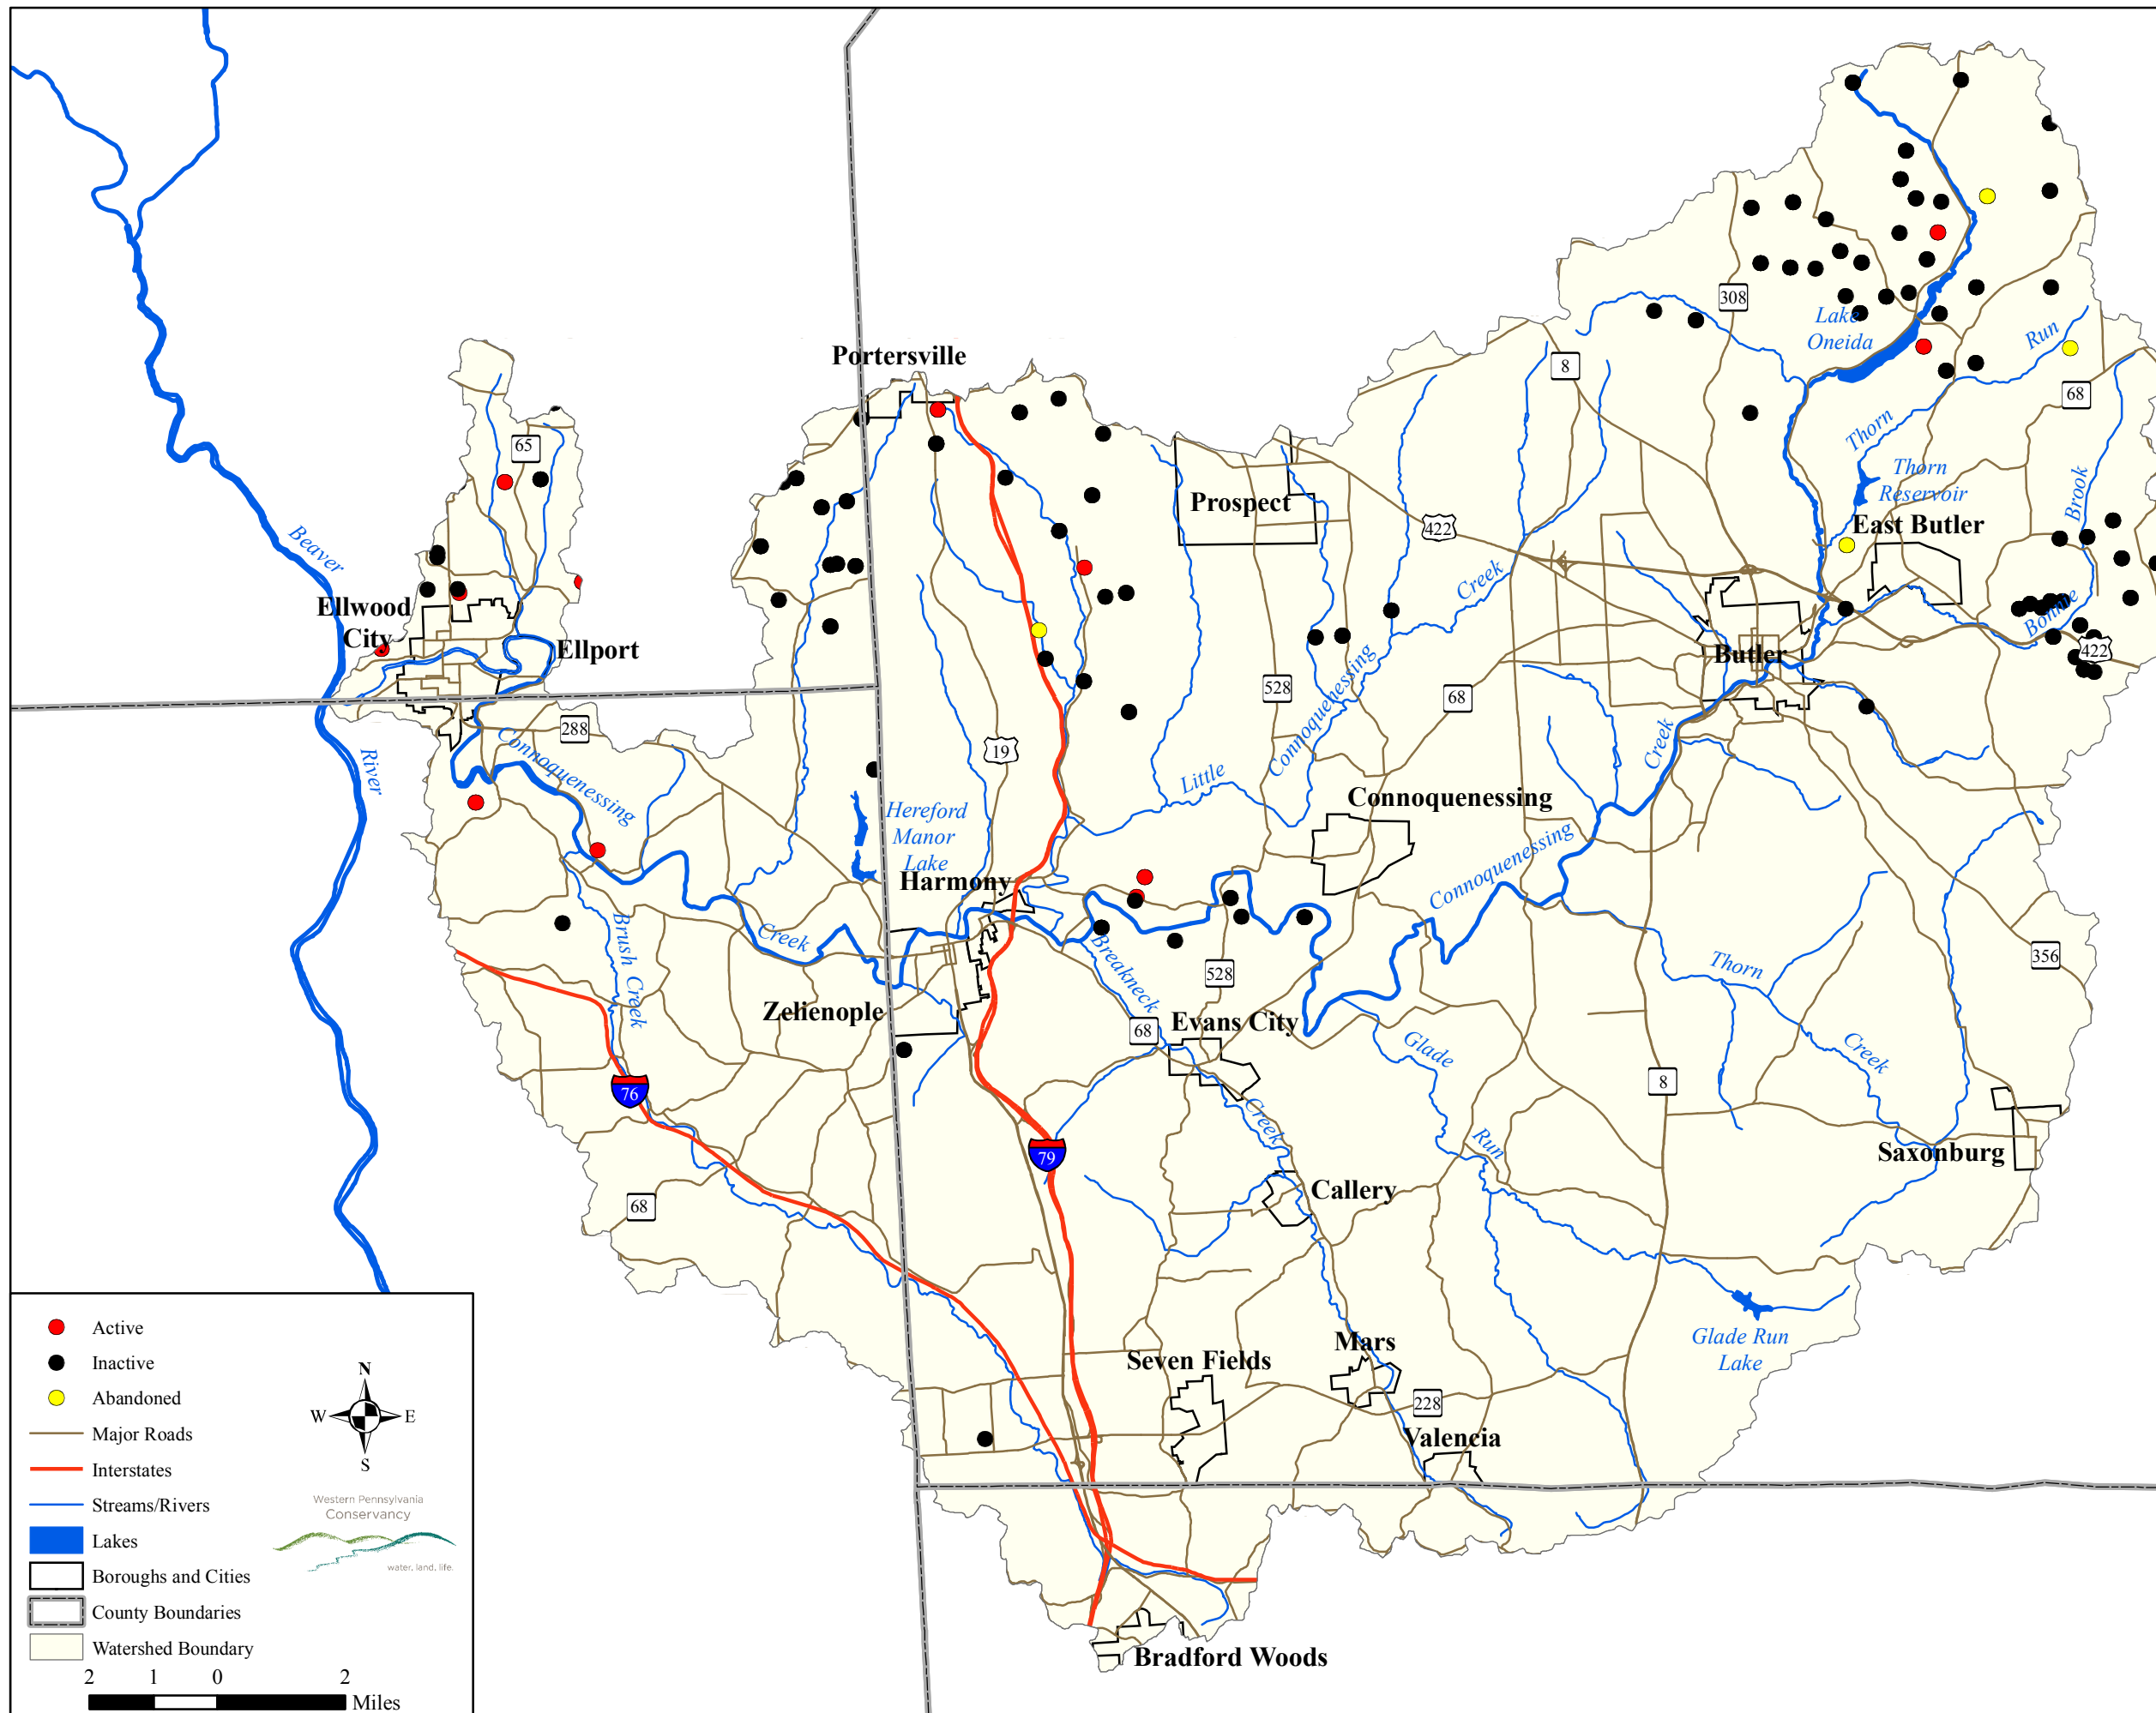 Portersville
308
Lake
Oneida
Run
8
68
65
Thorn
Thorn
Reservoir
Brook
Prospect
422
East Butler
Beaver
Creek
Ellwood
City
Ellport
Bonnie
422
Butler
528
68
Connoquenessing
288
Connoquenessing
River
19
Creek
Little
Hereford
Manor
Lake
Connoquenessing
Harmony
Connoquenessing
Brush Creek
Creek
Breakneck
528
Thorn
356
Zelienople
68
Evans City
Glade
Creek
76
8
Creek
Run
79
Saxonburg
68
Callery
Glade Run
Lake
Mars
Seven Fields
228
Valencia
Bradford Woods
Active
Inactive
Abandoned
Major Roads
Interstates
Streams/Rivers
Lakes
Boroughs and Cities
County Boundaries
Watershed Boundary
N
W E
S
Western Pennsylvania
Conservancy
water, land, life.
2 1 0 2
Miles